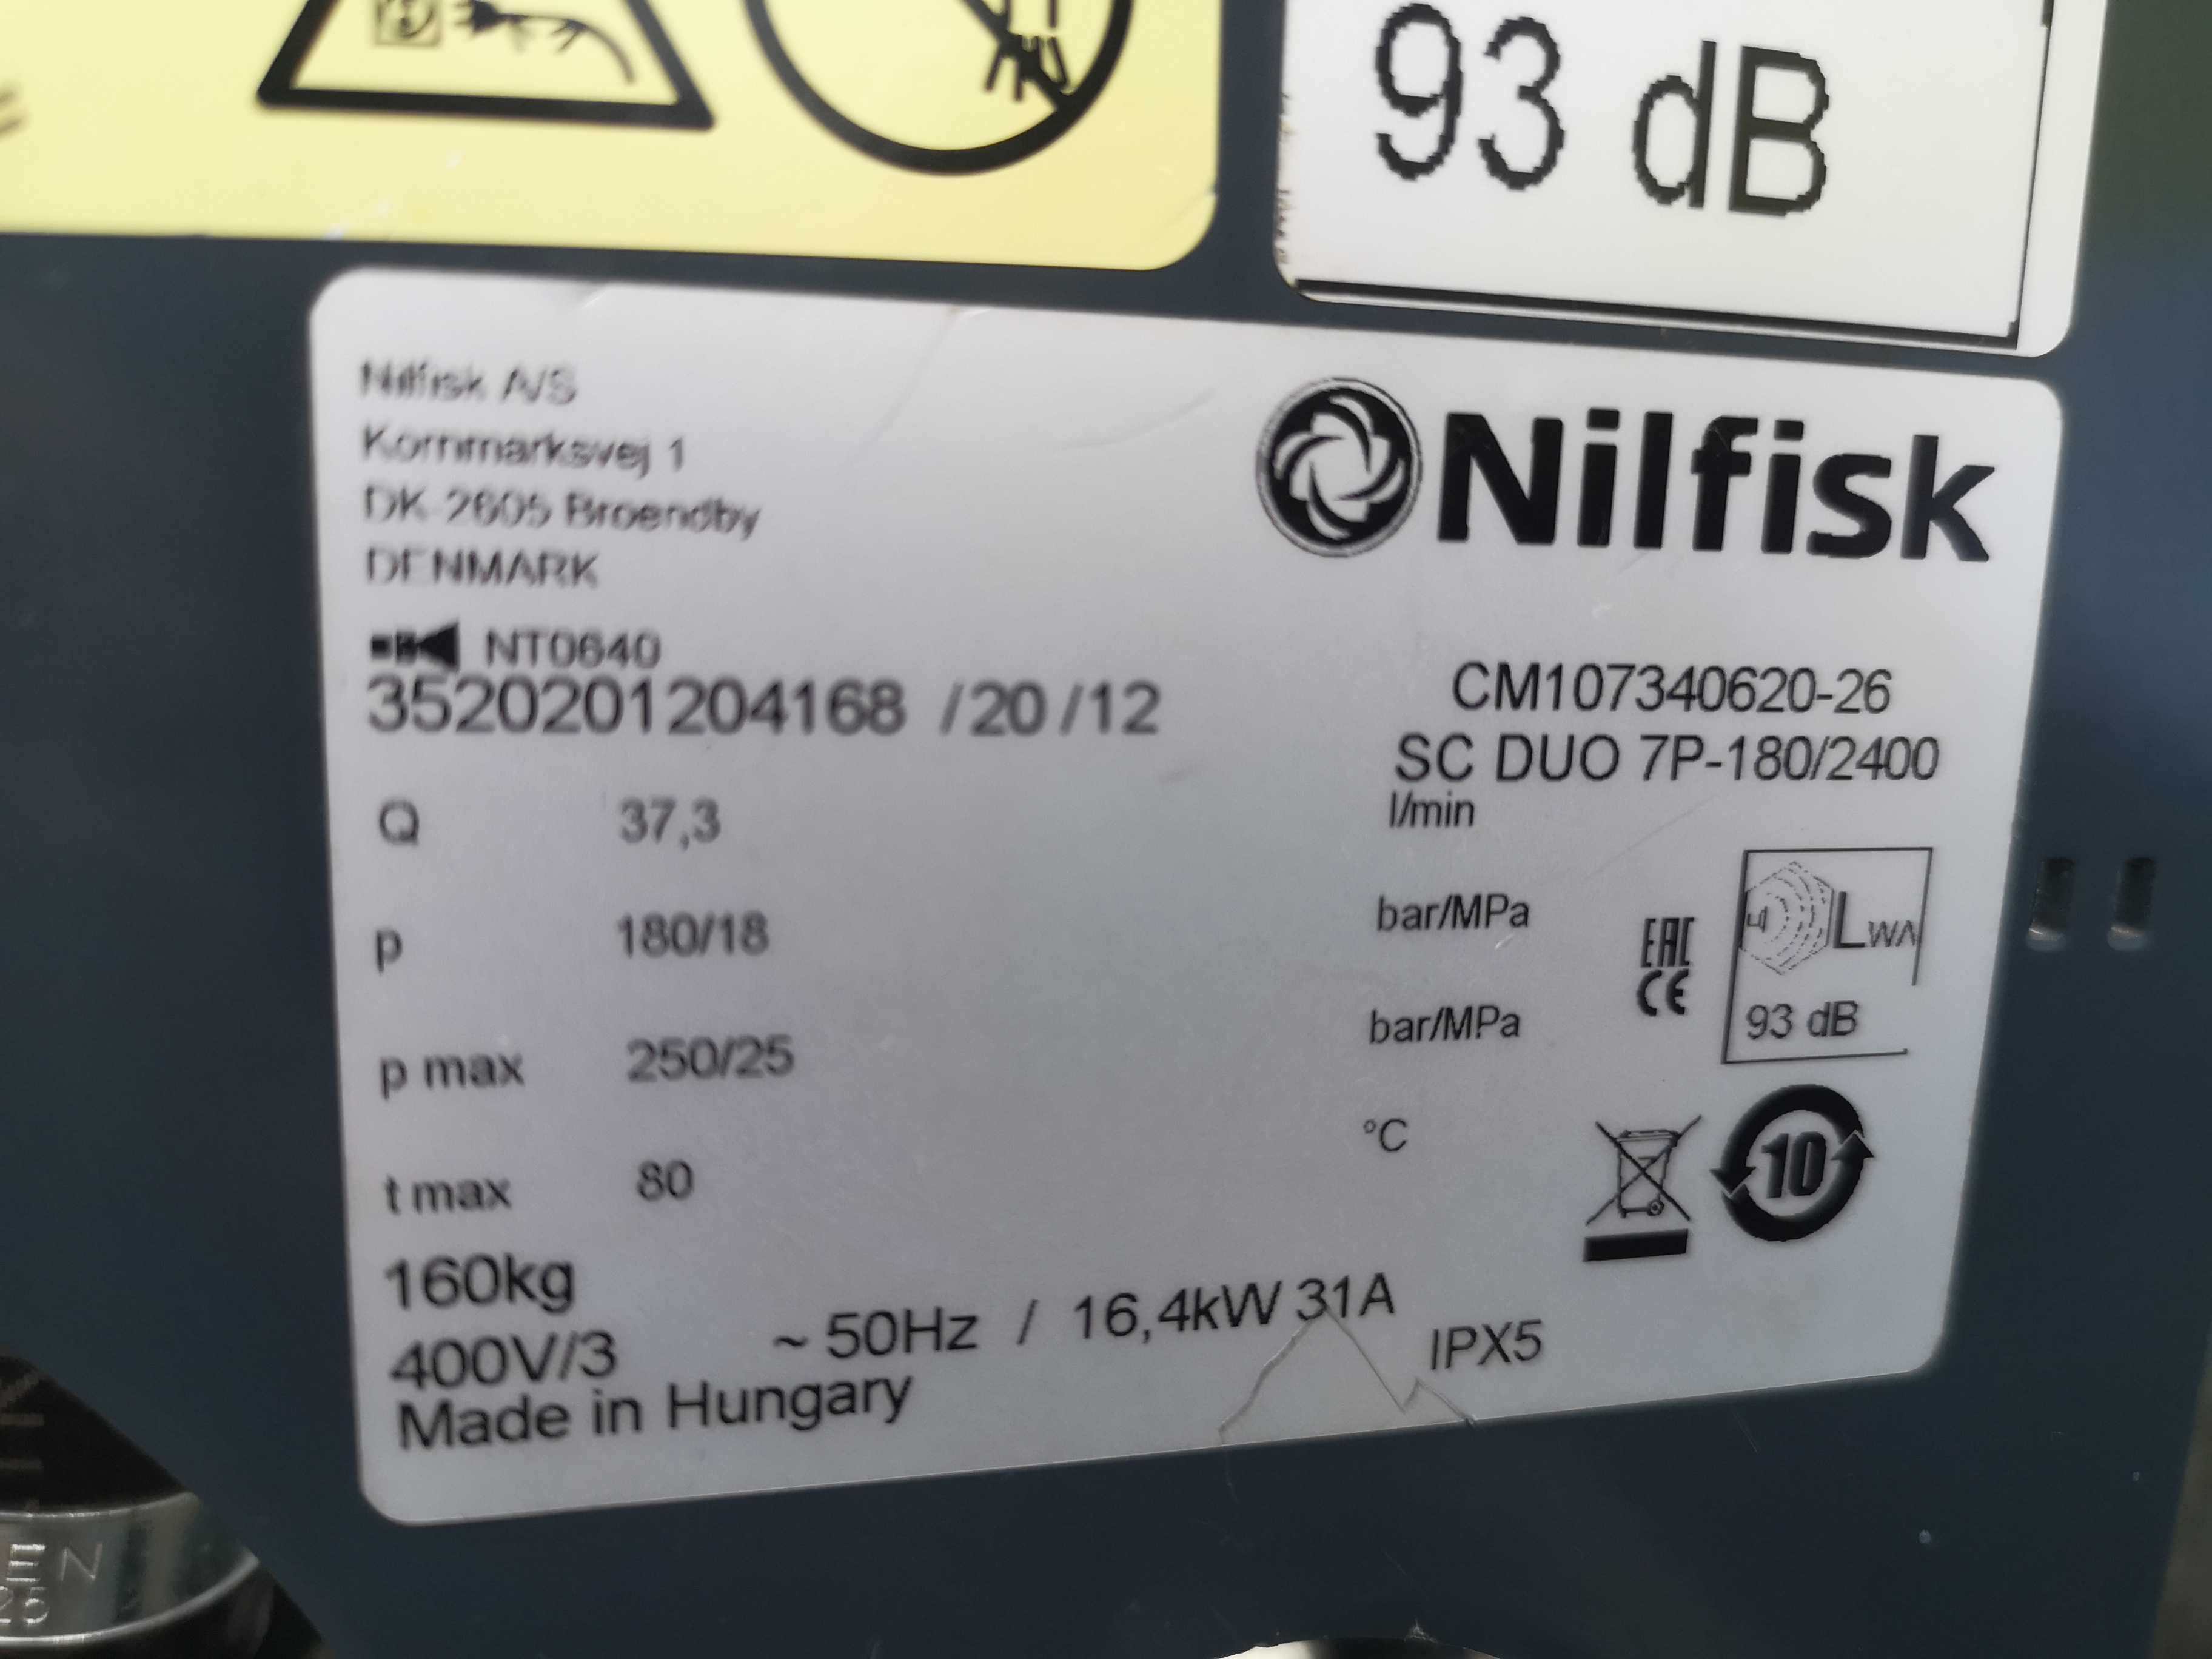 93 dB
Nilfisk A/S
Kornmarksvej 1
DK-2605 Broendby
DENMARK
Nilfisk
NT0640
3520201204168 /20/12
CM107340620-26
SC DUO 7P-180/2400
Q 37,3 l/min
p 180/18 bar/MPa
p max 250/25 bar/MPa
t max 80 °C
EAC
CE
LWA
93 dB
10
160kg
400V//3 ~ 50Hz / 16,4kW 31A IPX5
Made in Hungary